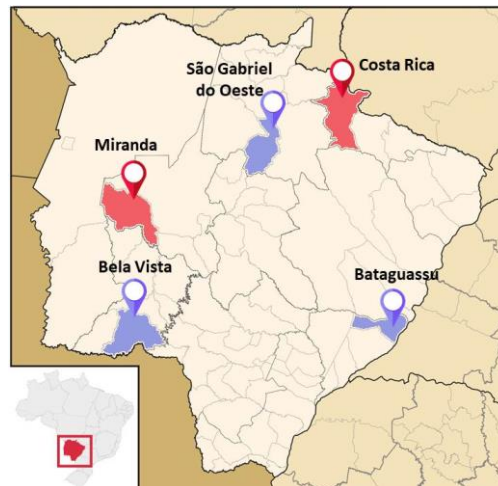 São Gabriel
do Oeste
Costa Rica
Miranda
Bela Vista
Bataguassu